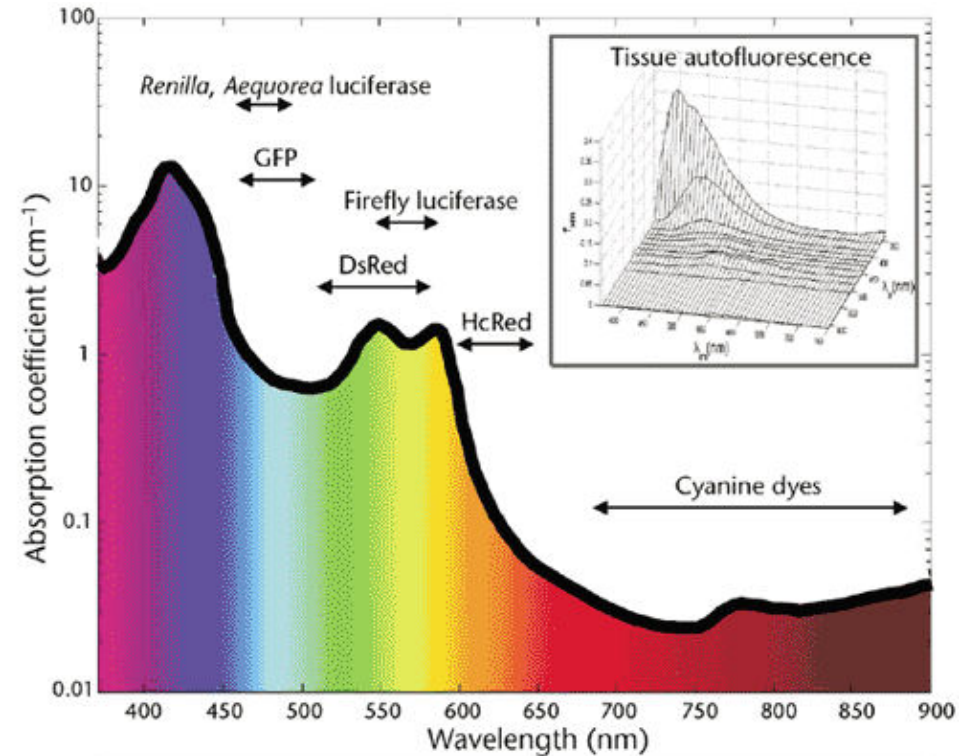 100
10
1
0.1
0.01
Absorption coefficient (cm⁻¹)
Renilla, Aequorea luciferase
GFP
Firefly luciferase
DsRed
HcRed
Cyanine dyes
Tissue autofluorescence
400 450 500 550 600 650 700 750 800 850 900
Wavelength (nm)